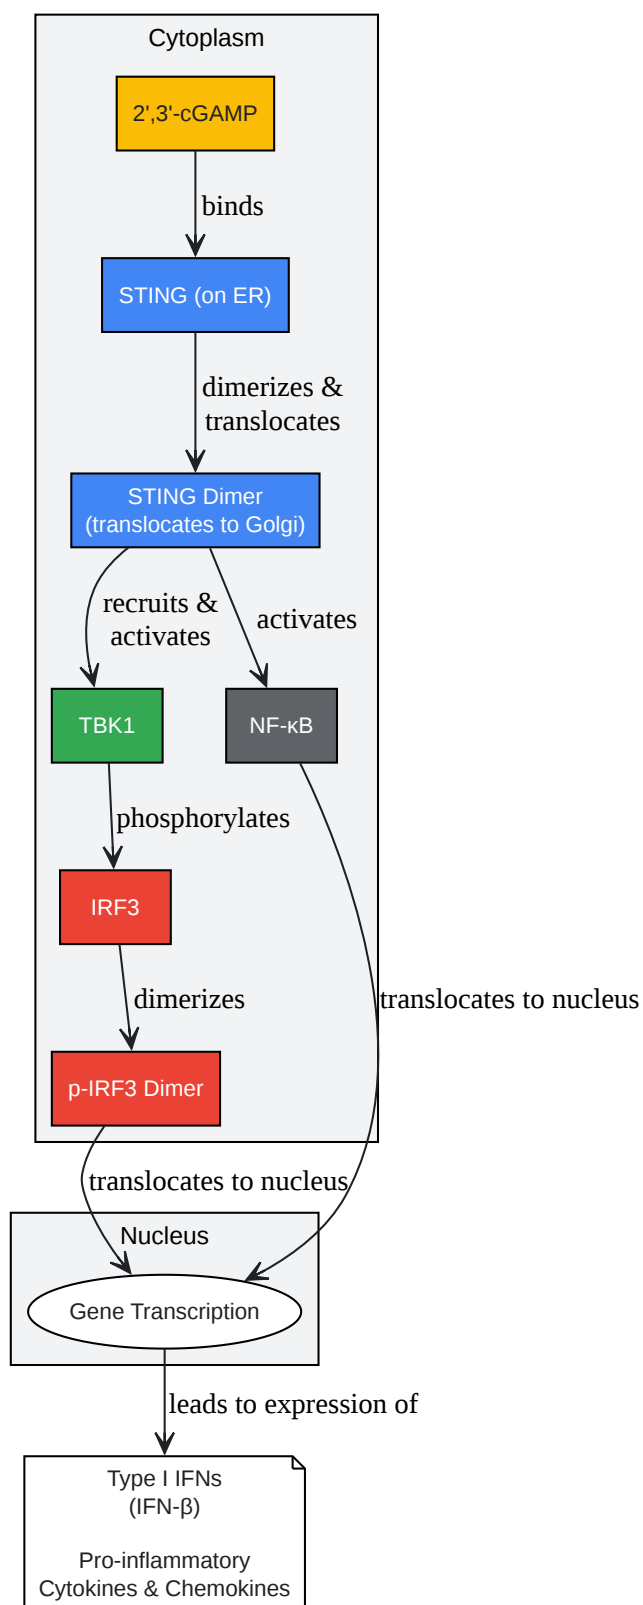 Cytoplasm
2',3'-cGAMP
binds
STING (on ER)
dimerizes &
translocates
STING Dimer
(translocates to Golgi)
recruits &
activates
activates
TBK1
NF-κB
phosphorylates
IRF3
dimerizes
translocates to nucleus
p-IRF3 Dimer
translocates to nucleus
Nucleus
Gene Transcription
leads to expression of
Type I IFNs
(IFN-β)
Pro-inflammatory
Cytokines & Chemokines